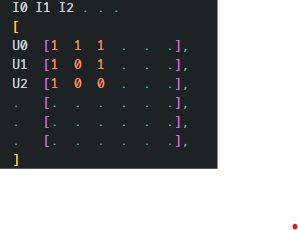 I0 I1 I2 . . .
[
U0 [1 1 1 . . .],
U1 [1 0 1 . . .],
U2 [1 0 0 . . .],
. [. . . . . .],
. [. . . . . .],
. [. . . . . .],
]